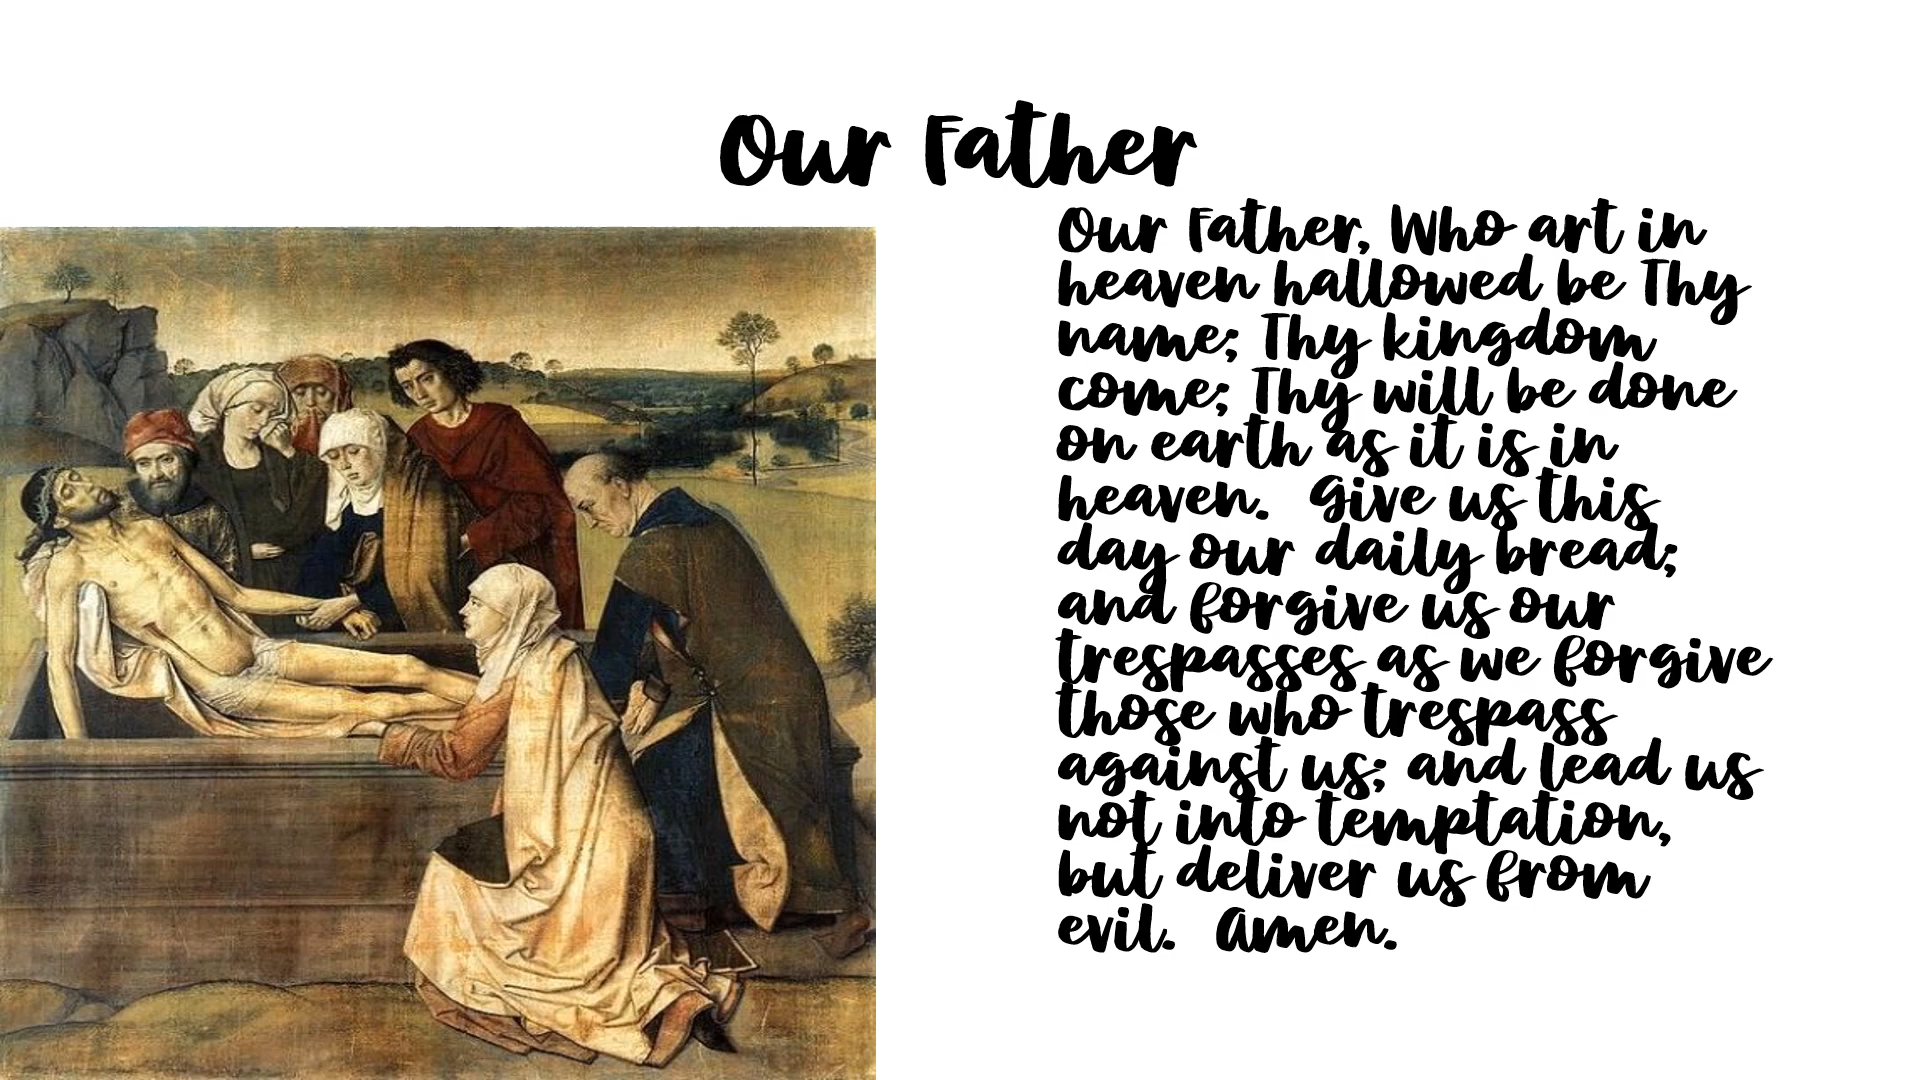 Our Father
Our Father, Who art in
heaven hallowed be Thy
name; Thy kingdom
come; Thy will be done
on earth as it is in
heaven.  Give us this
day our daily bread;
and forgive us our
trespasses as we forgive
those who trespass
against us; and lead us
not into temptation,
but deliver us from
evil.  Amen.